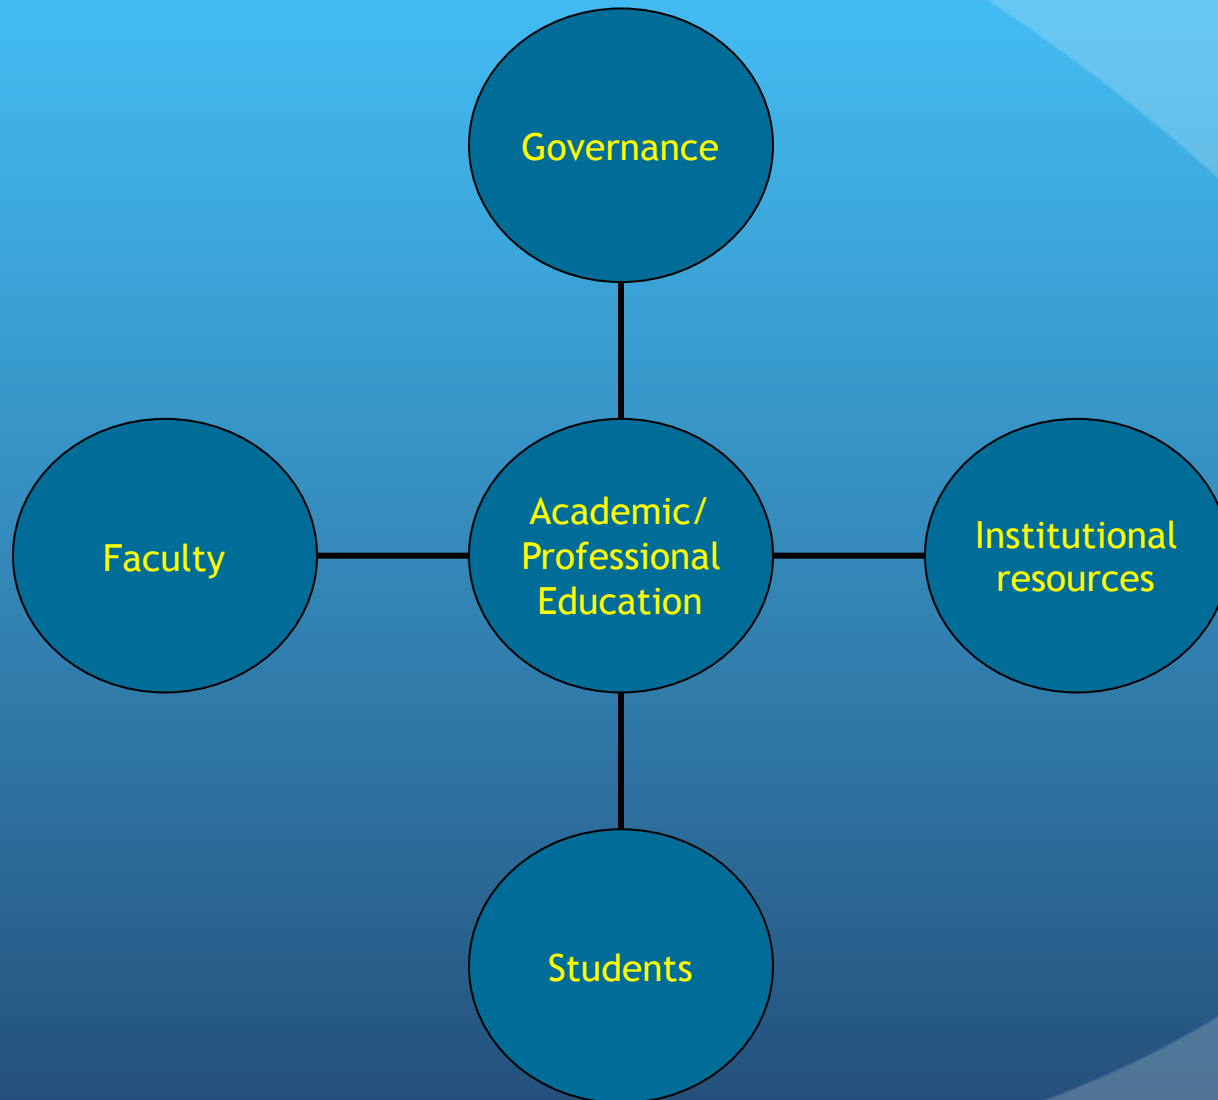 Governance
Faculty
Academic/
Professional
Education
Institutional
resources
Students